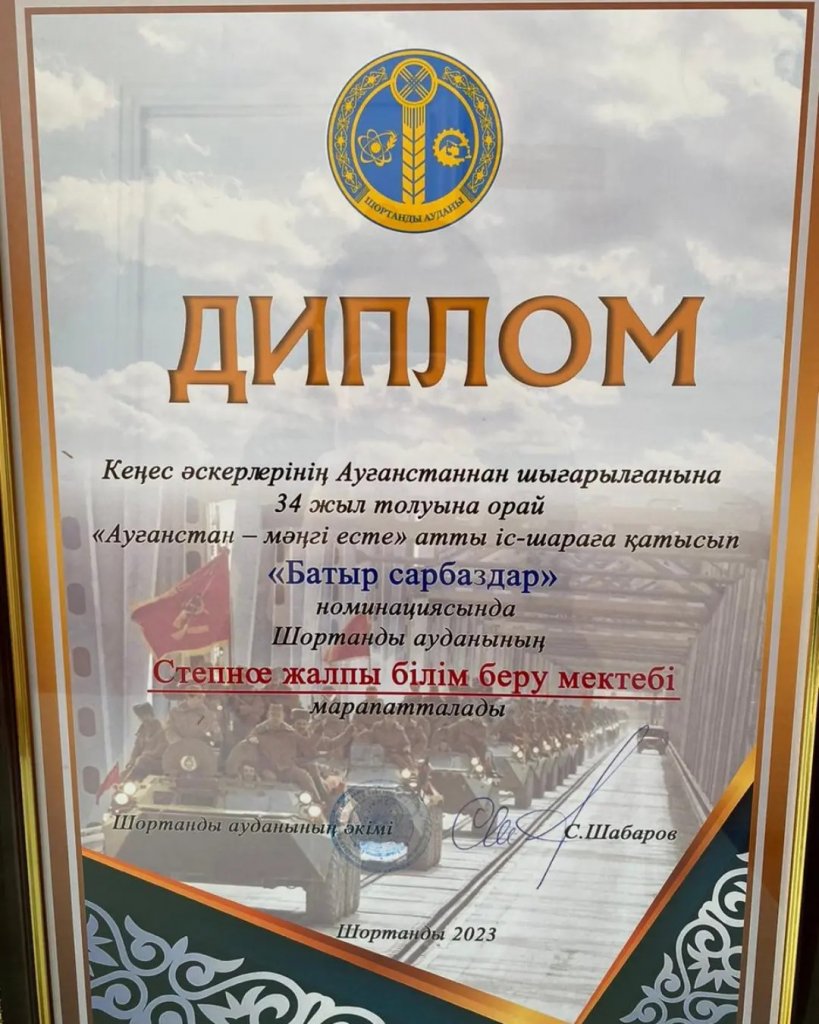 ШОРТАНДЫ АУДАНЫ
ДИПЛОМ
Кеңес әскерлерінің Ауғанстаннан шығарылғанына
34 жыл толуына орай
«Ауғанстан – мәңгі есте» атты іс-шараға қатысып
«Батыр сарбаздар»
номинациясында
Шортанды ауданының
Степное жалпы білім беру мектебі
марапатталады
Шортанды ауданының әкімі С.Шабаров
Шортанды 2023